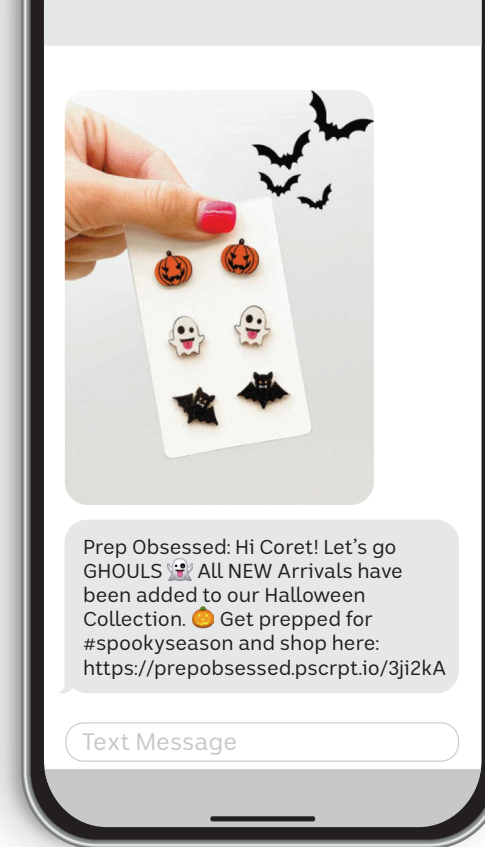 Prep Obsessed: Hi Coret! Let’s go
GHOULS 👻 All NEW Arrivals have
been added to our Halloween
Collection. 🎃 Get prepped for
#spookyseason and shop here:
https://prepobsessed.pscrpt.io/3ji2kA
Text Message